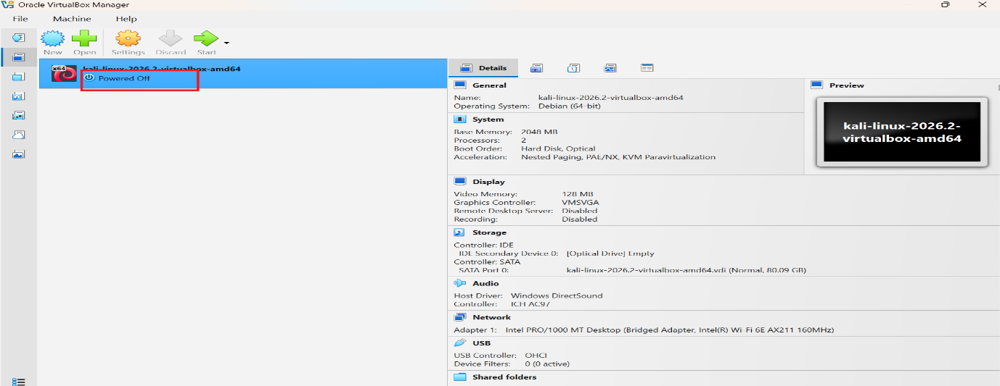 Oracle VirtualBox Manager
File Machine Help
New Open Settings Discard Start
x64 kali-linux-2026.2-virtualbox-amd64
Powered Off
Details
General
Name: kali-linux-2026.2-virtualbox-amd64
Operating System: Debian (64-bit)
Preview
kali-linux-2026.2-
virtualbox-amd64
System
Base Memory: 2048 MB
Processors: 2
Boot Order: Hard Disk, Optical
Acceleration: Nested Paging, PAE/NX, KVM Paravirtualization
Display
Video Memory: 128 MB
Graphics Controller: VMSVGA
Remote Desktop Server: Disabled
Recording: Disabled
Storage
Controller: IDE
IDE Secondary Device 0: [Optical Drive] Empty
Controller: SATA
SATA Port 0: kali-linux-2026.2-virtualbox-amd64.vdi (Normal, 80.09 GB)
Audio
Host Driver: Windows DirectSound
Controller: ICH AC97
Network
Adapter 1: Intel PRO/1000 MT Desktop (Bridged Adapter, Intel(R) Wi-Fi 6E AX211 160MHz)
USB
USB Controller: OHCI
Device Filters: 0 (0 active)
Shared folders